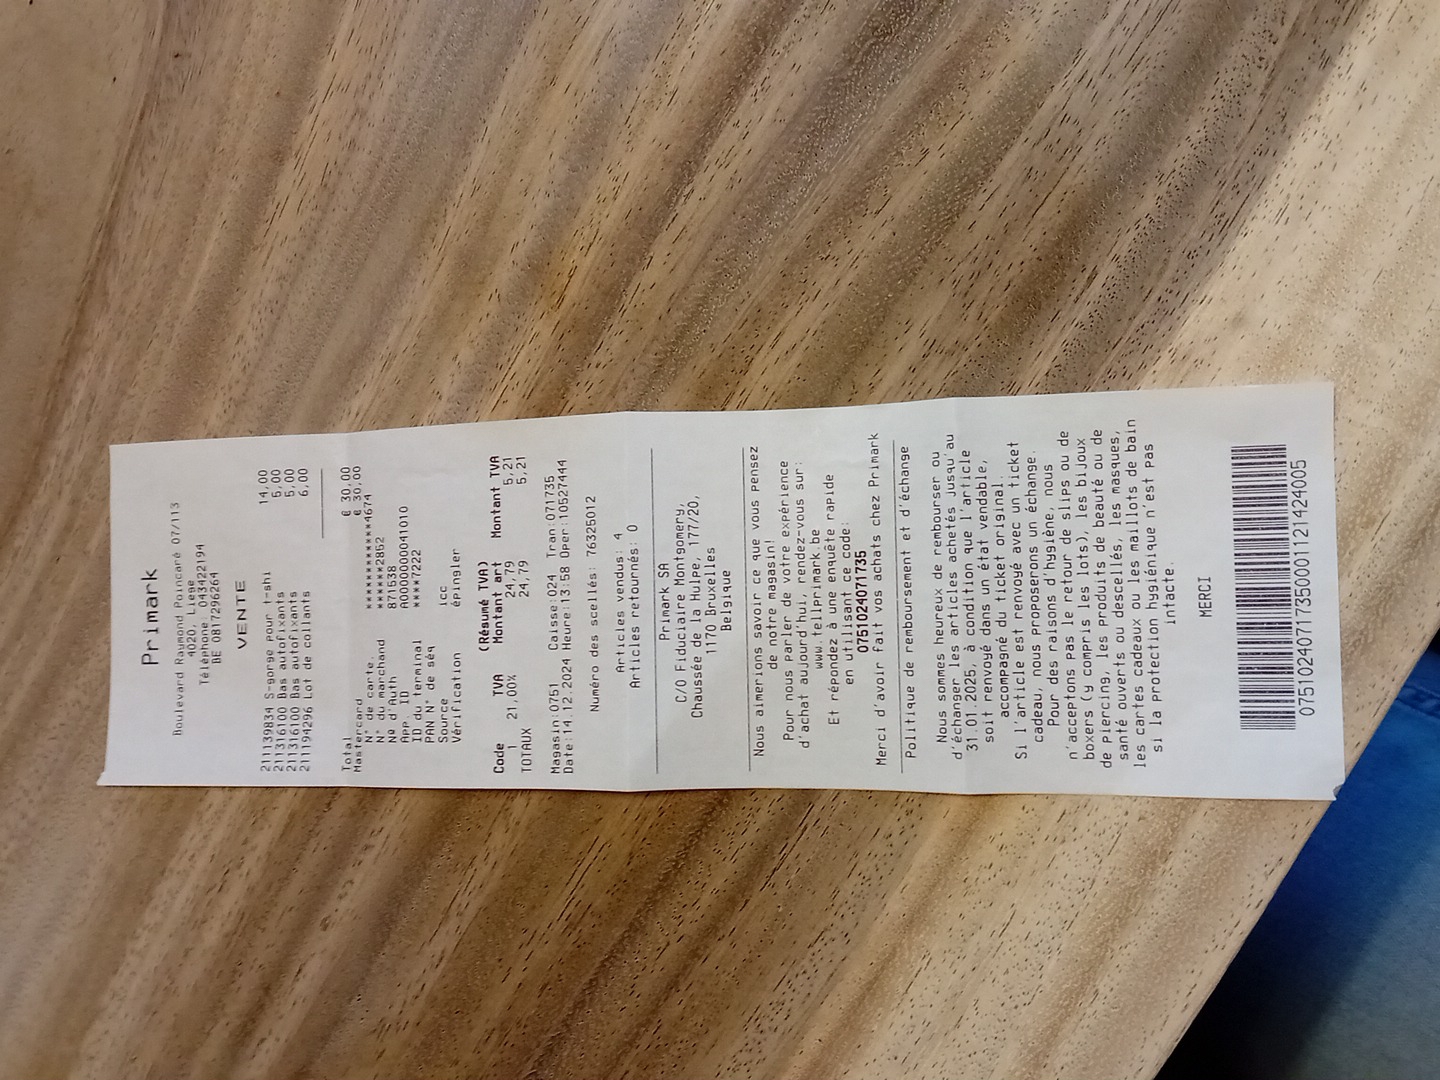 Primark
Boulevard Raymond Poincaré 07/113
4020, Liege
Téléphone: 043422194
BE 0817296264
VENTE
211139834 S-gorge pour t-shi 14,00
211316100 Bas autofixants 5,00
211316100 Bas autofixants 5,00
211194296 Lot de collants 6,00
Total € 30,00
Mastercard € 30,00
N° de carte. ************4674
N° du marchand *****2852
N° d'Auth 871538
APP. ID A0000000041010
ID du terminal ****7222
PAN N° de séq
Source icc
Vérification épingler
(Résumé TVA)
Code TVA Montant art Montant TVA
1 21,00% 24,79 5,21
TOTAUX 24,79 5,21
Magasin:0751 Caisse:024 Tran:071735
Date:14.12.2024 Heure:13:58 Oper:10527444
Numéro des scellés: 76325012
Articles vendus: 4
Articles retournés: 0
Primark SA
C/O Fiduciaire Montgomery,
Chaussée de la Hulpe, 177/20,
1170 Bruxelles
Belgique
Nous aimerions savoir ce que vous pensez
de notre magasin!
Pour nous parler de votre expérience
d'achat aujourd'hui, rendez-vous sur:
www.tellprimark.be
Et répondez à une enquête rapide
en utilisant ce code:
0751024071735
Merci d'avoir fait vos achats chez Primark
Politique de remboursement et d'échange
Nous sommes heureux de rembourser ou
d'échanger les articles achetés jusqu'au
31.01.2025, à condition que l'article
soit renvoyé dans un état vendable,
accompagné du ticket original.
Si l'article est renvoyé avec un ticket
cadeau, nous proposerons un échange.
Pour des raisons d'hygiène, nous
n'acceptons pas le retour de slips ou de
boxers (y compris les lots), les bijoux
de piercing, les produits de beauté ou de
santé ouverts ou descellés, les masques,
les cartes cadeaux ou les maillots de bain
si la protection hygiénique n'est pas
intacte.
MERCI
075102407173500011214240​05